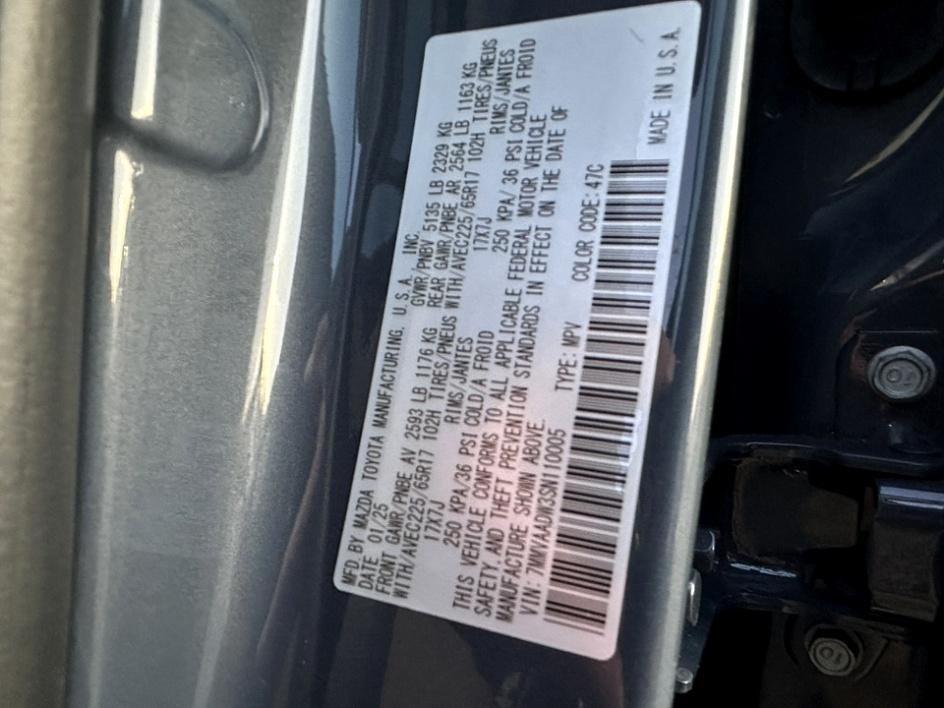 MFD. BY MAZDA TOYOTA MANUFACTURING, U.S.A., INC.
DATE 01/25 GVWR/PNBV 5135 LB 2329 KG
FRONT GAWR/PNBE AV 2593 LB 1176 KG REAR GAWR/PNBE AR 2564 LB 1163 KG
WITH/AVEC225/65R17 102H TIRES/PNEUS WITH/AVEC225/65R17 102H TIRES/PNEUS
17X7J RIMS/JANTES 17X7J RIMS/JANTES
250 KPA/36 PSI COLD/A FROID 250 KPA/ 36 PSI COLD/A FROID
THIS VEHICLE CONFORMS TO ALL APPLICABLE FEDERAL MOTOR VEHICLE
SAFETY, AND THEFT PREVENTION STANDARDS IN EFFECT ON THE DATE OF
MANUFACTURE SHOWN ABOVE.
VIN: 7MMVAADW3SN110005 TYPE: MPV COLOR CODE: 47C
MADE IN U.S.A.